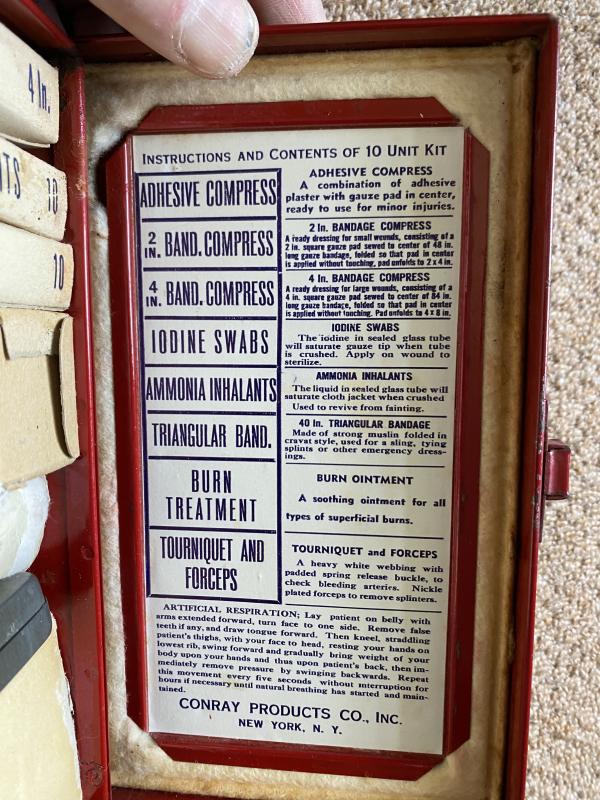 4 In.
TS 10
10
INSTRUCTIONS AND CONTENTS OF 10 UNIT KIT
ADHESIVE COMPRESS
ADHESIVE COMPRESS
A combination of adhesive
plaster with gauze pad in center,
ready to use for minor injuries.
2 IN. BAND. COMPRESS
2 In. BANDAGE COMPRESS
A ready dressing for small wounds, consisting of a
2 in. square gauze pad sewed to center of 48 in.
long gauze bandage, folded so that pad in center
is applied without touching, pad unfolds to 2 x 4 in.
4 IN. BAND. COMPRESS
4 In. BANDAGE COMPRESS
A ready dressing for large wounds, consisting of a
4 in. square gauze pad sewed to center of 84 in.
long gauze bandage, folded so that pad in center
is applied without touching. Pad unfolds to 4 x 8 in.
IODINE SWABS
IODINE SWABS
The iodine in sealed glass tube
will saturate gauze tip when tube
is crushed. Apply on wound to
sterilize.
AMMONIA INHALANTS
AMMONIA INHALANTS
The liquid in sealed glass tube will
saturate cloth jacket when crushed
Used to revive from fainting.
TRIANGULAR BAND.
40 In. TRIANGULAR BANDAGE
Made of strong muslin folded in
cravat style, used for a sling, tying
splints or other emergency dress-
ings.
BURN
TREATMENT
BURN OINTMENT
A soothing ointment for all
types of superficial burns.
TOURNIQUET AND
FORCEPS
TOURNIQUET and FORCEPS
A heavy white webbing with
padded spring release buckle, to
check bleeding arteries. Nickle
plated forceps to remove splinters.
ARTIFICIAL RESPIRATION; Lay patient on belly with
arms extended forward, turn face to one side. Remove false
teeth if any, and draw tongue forward. Then kneel, straddling
patient's thighs, with your face to head, resting your hands on
lowest rib, swing forward and gradually bring weight of your
body upon your hands and thus upon patient's back, then im-
mediately remove pressure by swinging backwards. Repeat
this movement every five seconds without interruption for
hours if necessary until natural breathing has started and main-
tained.
CONRAY PRODUCTS CO., INC.
NEW YORK, N. Y.